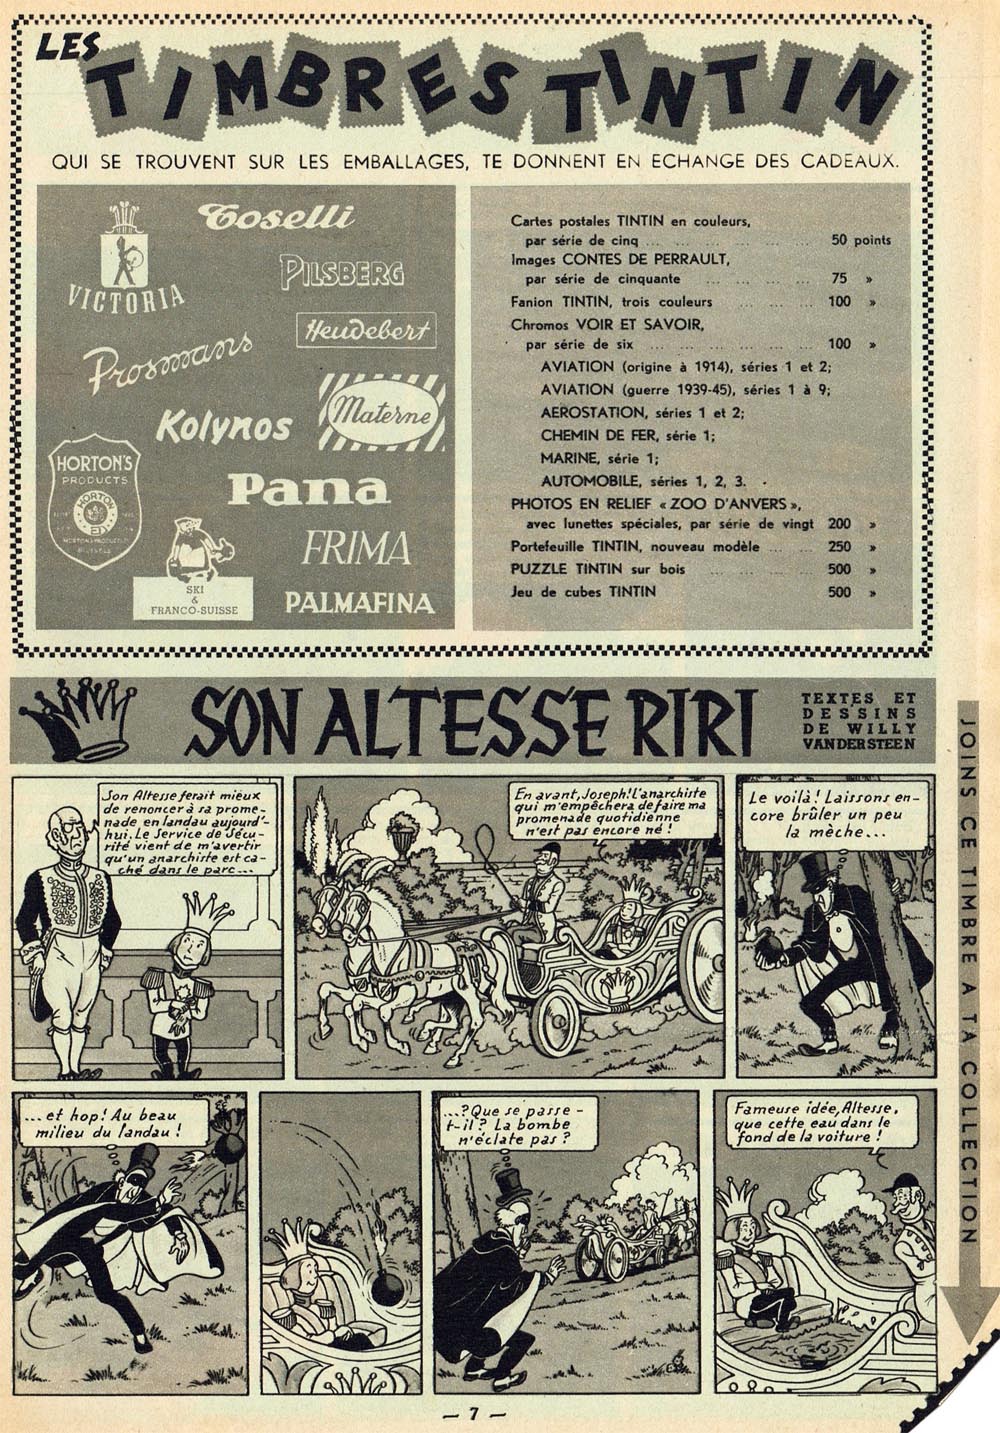 LES TIMBRES TINTIN
QUI SE TROUVENT SUR LES EMBALLAGES, TE DONNENT EN ECHANGE DES CADEAUX.
VICTORIA
Toselli
PILSBERG
Heudebert
Prosmans
Materne
Kolynos
HORTON'S
PRODUCTS
HORTON
Pana
FRIMA
SKI
&
FRANCO-SUISSE
PALMAFINA
Cartes postales TINTIN en couleurs,
par série de cinq ... ... ... ... ... ... 50 points
Images CONTES DE PERRAULT,
par série de cinquante ... ... ... ... 75 »
Fanion TINTIN, trois couleurs ... ... ... 100 »
Chromos VOIR ET SAVOIR,
par série de six ... ... ... ... ... ... 100 »
AVIATION (origine à 1914), séries 1 et 2;
AVIATION (guerre 1939-45), séries 1 à 9;
AEROSTATION, séries 1 et 2;
CHEMIN DE FER, série 1;
MARINE, série 1;
AUTOMOBILE, séries 1, 2, 3.
PHOTOS EN RELIEF « ZOO D'ANVERS »,
avec lunettes spéciales, par série de vingt 200 »
Portefeuille TINTIN, nouveau modèle ... ... 250 »
PUZZLE TINTIN sur bois ... ... ... ... 500 »
Jeu de cubes TINTIN 500 »
SON ALTESSE RIRI
TEXTES ET
DESSINS
DE WILLY
VANDERSTEEN
Son Altesse ferait mieux
de renoncer à sa prome-
nade en landau aujourd'-
hui. Le Service de Sécu-
rité vient de m'avertir
qu'un anarchiste est ca-
ché dans le parc...
En avant, Joseph! L'anarchiste
qui m'empêchera de faire ma
promenade quotidienne
n'est pas encore né !
Le voilà! Laissons en-
core brûler un peu
la mèche...
...et hop! Au beau
milieu du landau !
...? Que se passe-
t-il? La bombe
n'éclate pas ?
Fameuse idée, Altesse,
que cette eau dans le
fond de la voiture !
JOINS CE TIMBRE A TA COLLECTION
— 7 —